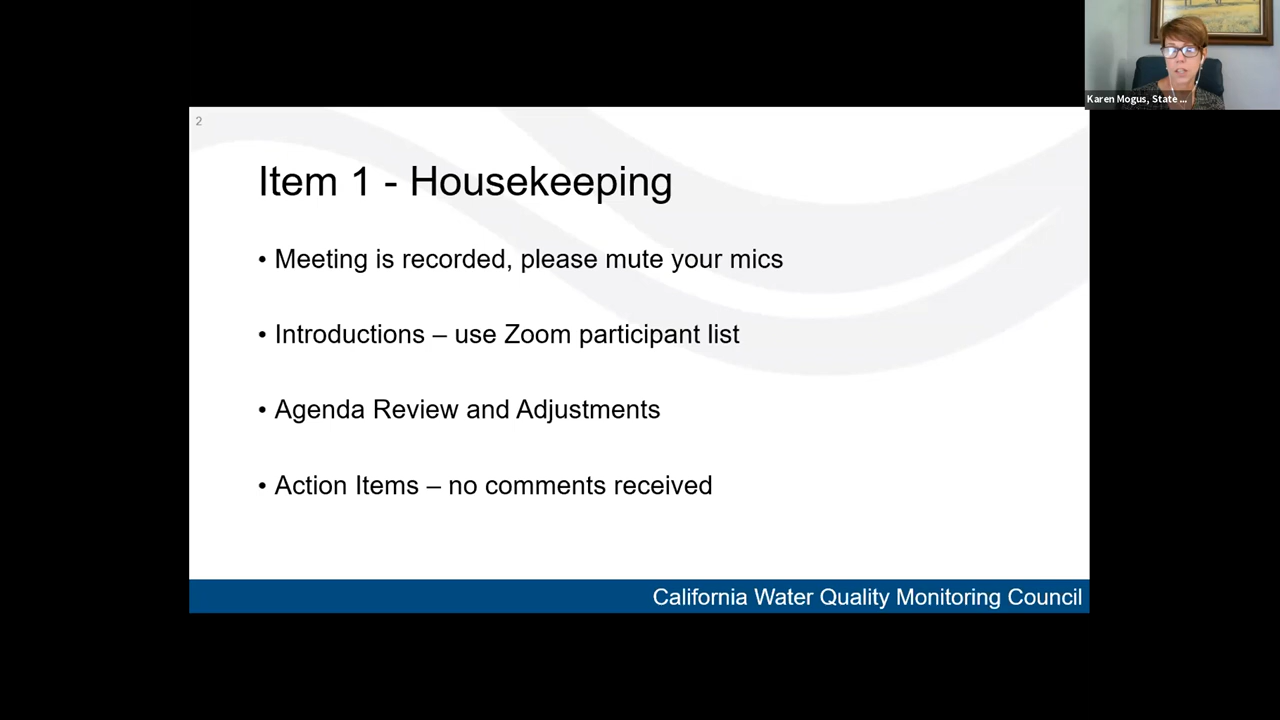 Karen Mogus, State ...
2
Item 1 - Housekeeping
• Meeting is recorded, please mute your mics
• Introductions – use Zoom participant list
• Agenda Review and Adjustments
• Action Items – no comments received
California Water Quality Monitoring Council